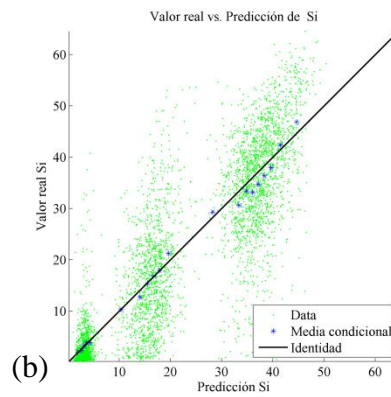 Valor real vs. Predicción de Si
Valor real Si
60
50
40
30
20
10
10 20 30 40 50 60
Predicción Si
Data
Media condicional
Identidad
(b)